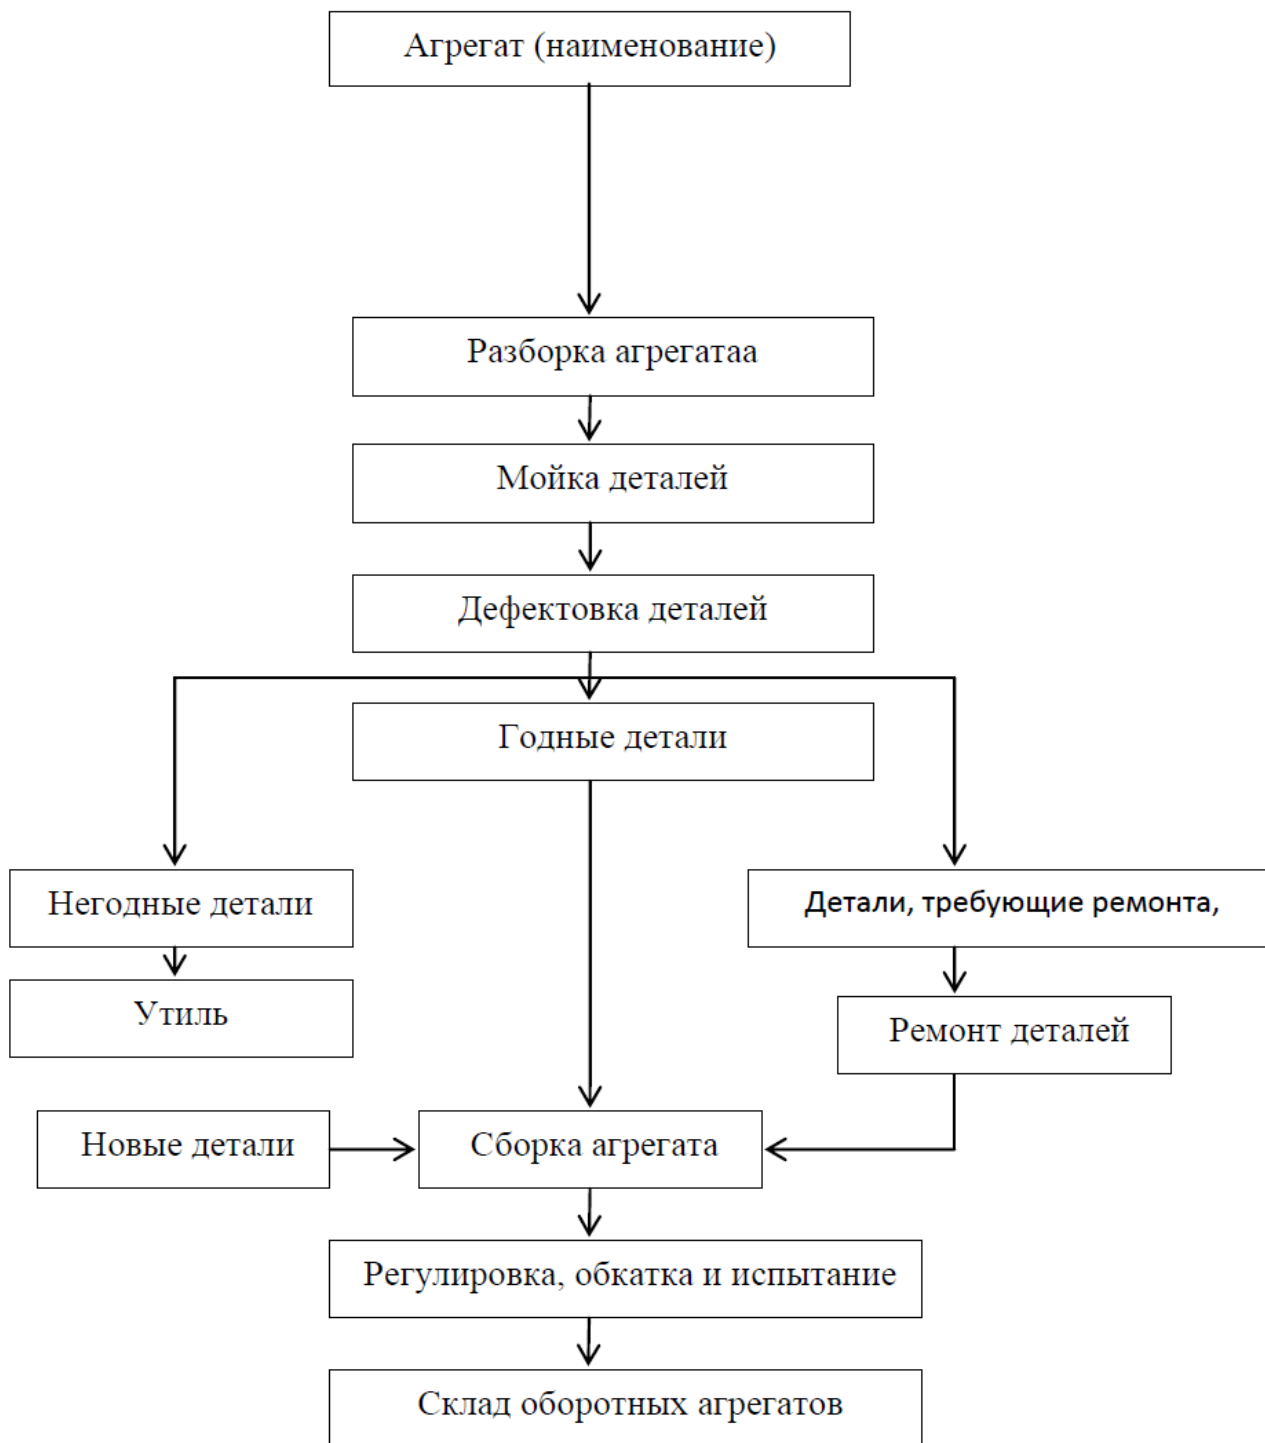 Агрегат (наименование)
Разборка агрегатаа
Мойка деталей
Дефектовка деталей
Годные детали
Негодные детали
Детали, требующие ремонта,
Утиль
Ремонт деталей
Новые детали
Сборка агрегата
Регулировка, обкатка и испытание
Склад оборотных агрегатов